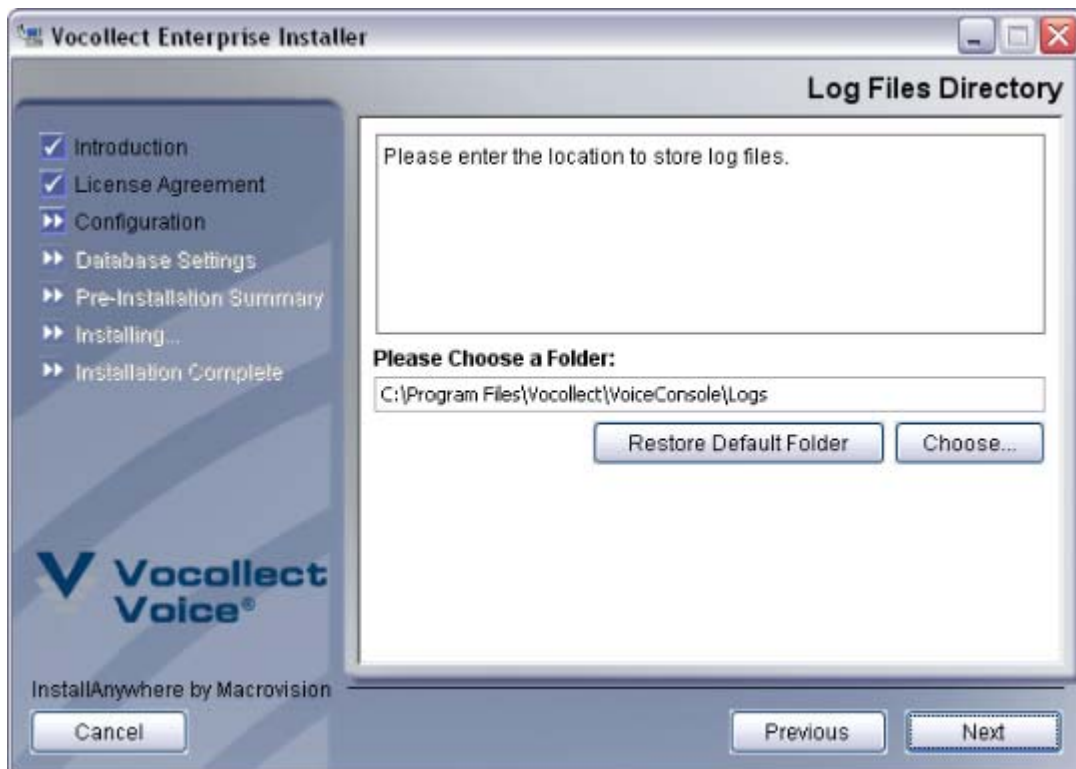 Vocollect Enterprise Installer
Log Files Directory
Introduction
License Agreement
Configuration
Database Settings
Pre-Installation Summary
Installing...
Installation Complete
Vocollect
Voice®
Please enter the location to store log files.
Please Choose a Folder:
C:\Program Files\Vocollect\VoiceConsole\Logs
Restore Default Folder
Choose...
InstallAnywhere by Macrovision
Cancel
Previous
Next